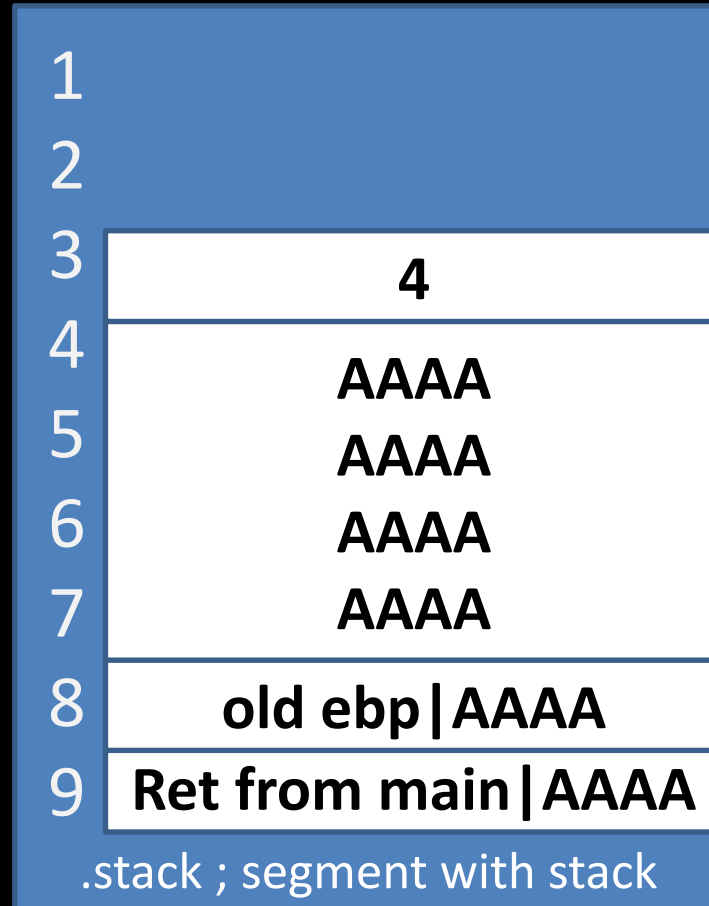 1
2
3 4
4 AAAA
5 AAAA
6 AAAA
7 AAAA
8 old ebp|AAAA
9 Ret from main|AAAA
.stack ; segment with stack